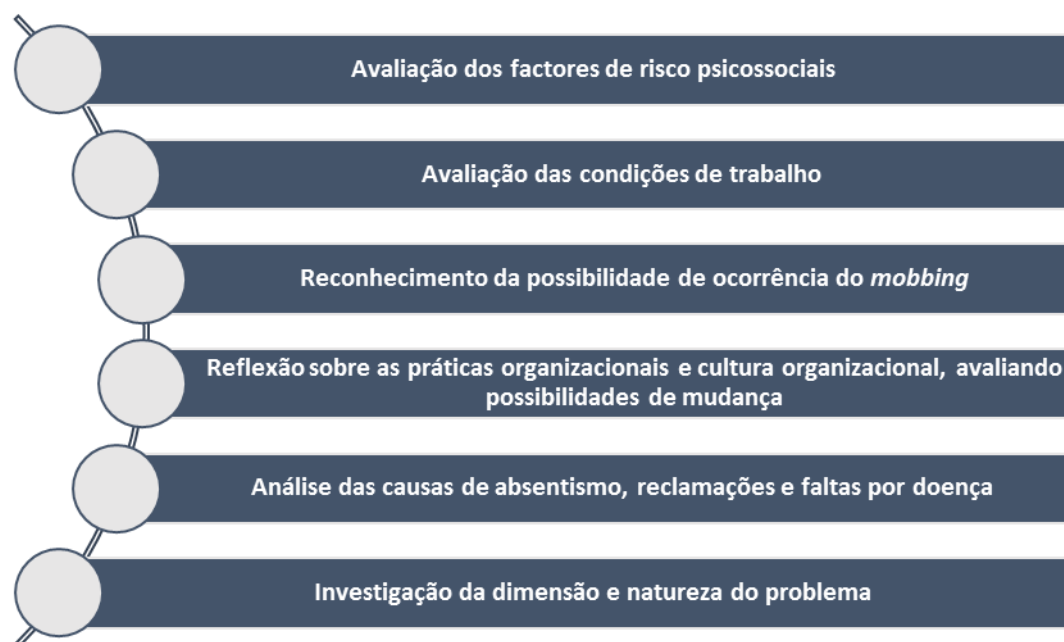 Avaliação dos factores de risco psicossociais
Avaliação das condições de trabalho
Reconhecimento da possibilidade de ocorrência do mobbing
Reflexão sobre as práticas organizacionais e cultura organizacional, avaliando
possibilidades de mudança
Análise das causas de absentismo, reclamações e faltas por doença
Investigação da dimensão e natureza do problema